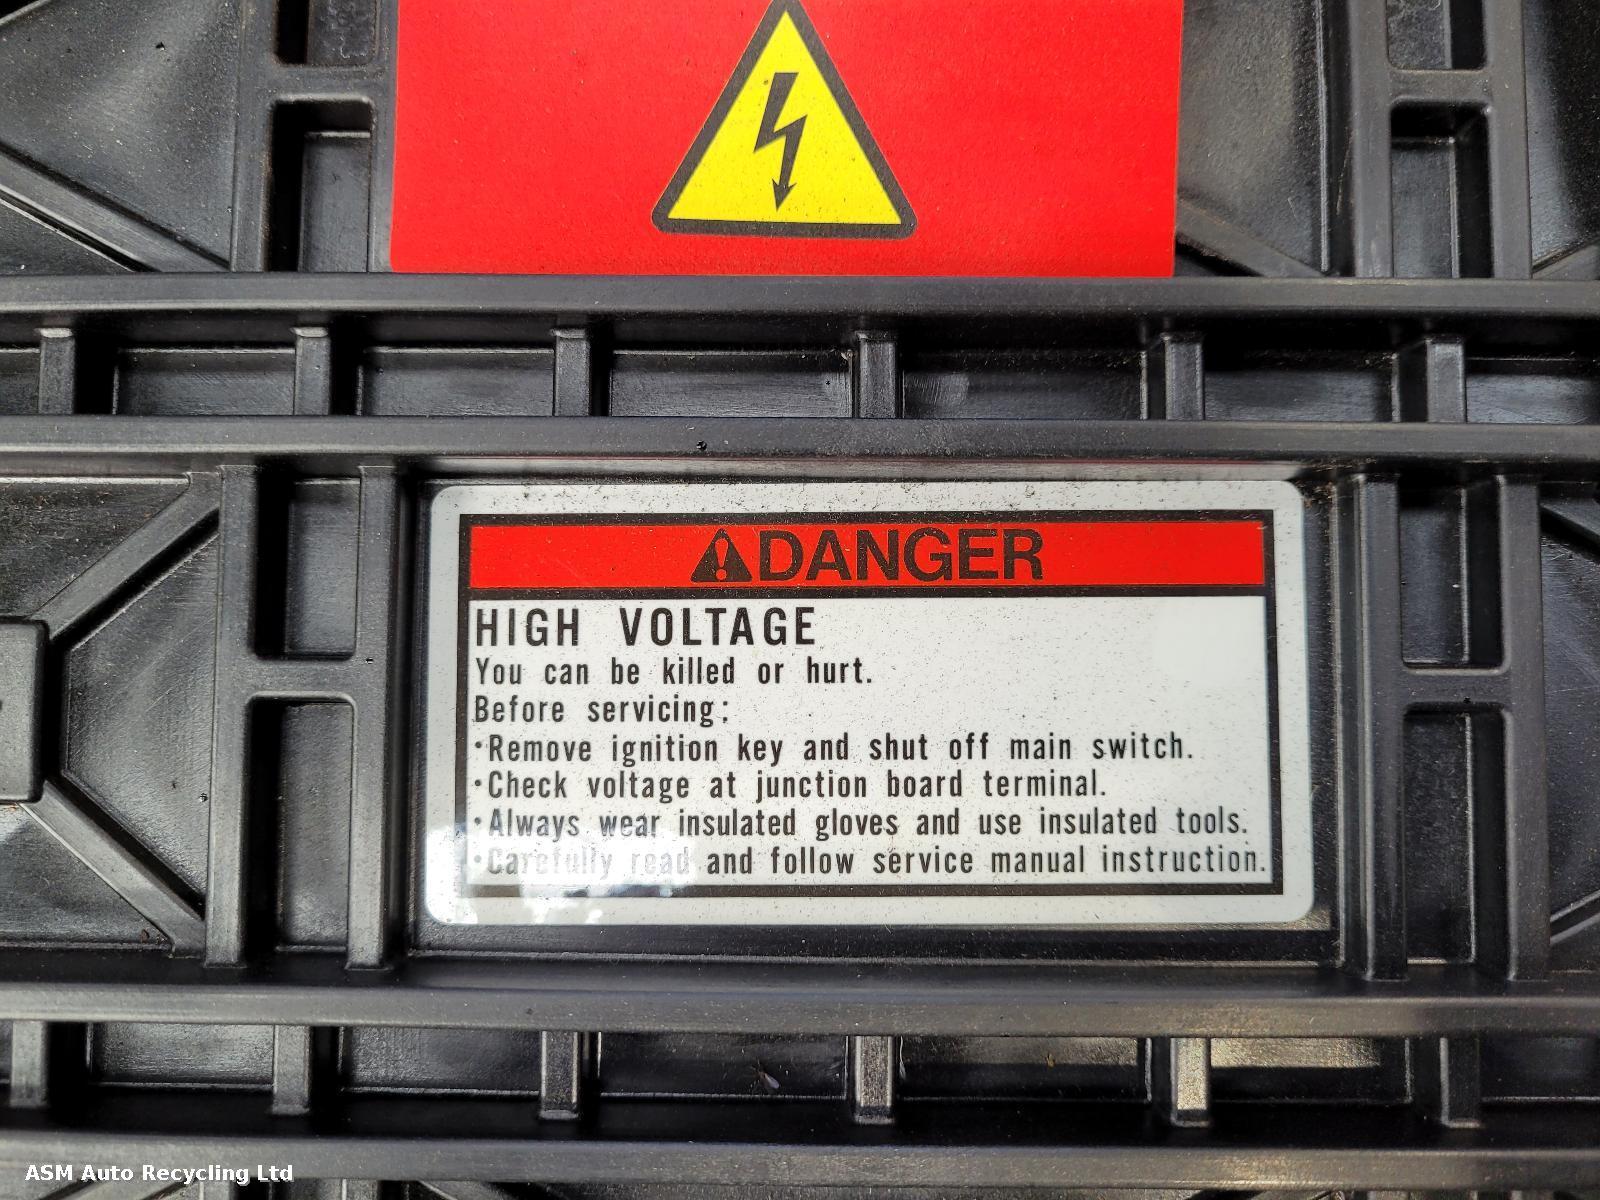 DANGER
HIGH VOLTAGE
You can be killed or hurt.
Before servicing:
·Remove ignition key and shut off main switch.
·Check voltage at junction board terminal.
·Always wear insulated gloves and use insulated tools.
·Carefully read and follow service manual instruction.
ASM Auto Recycling Ltd